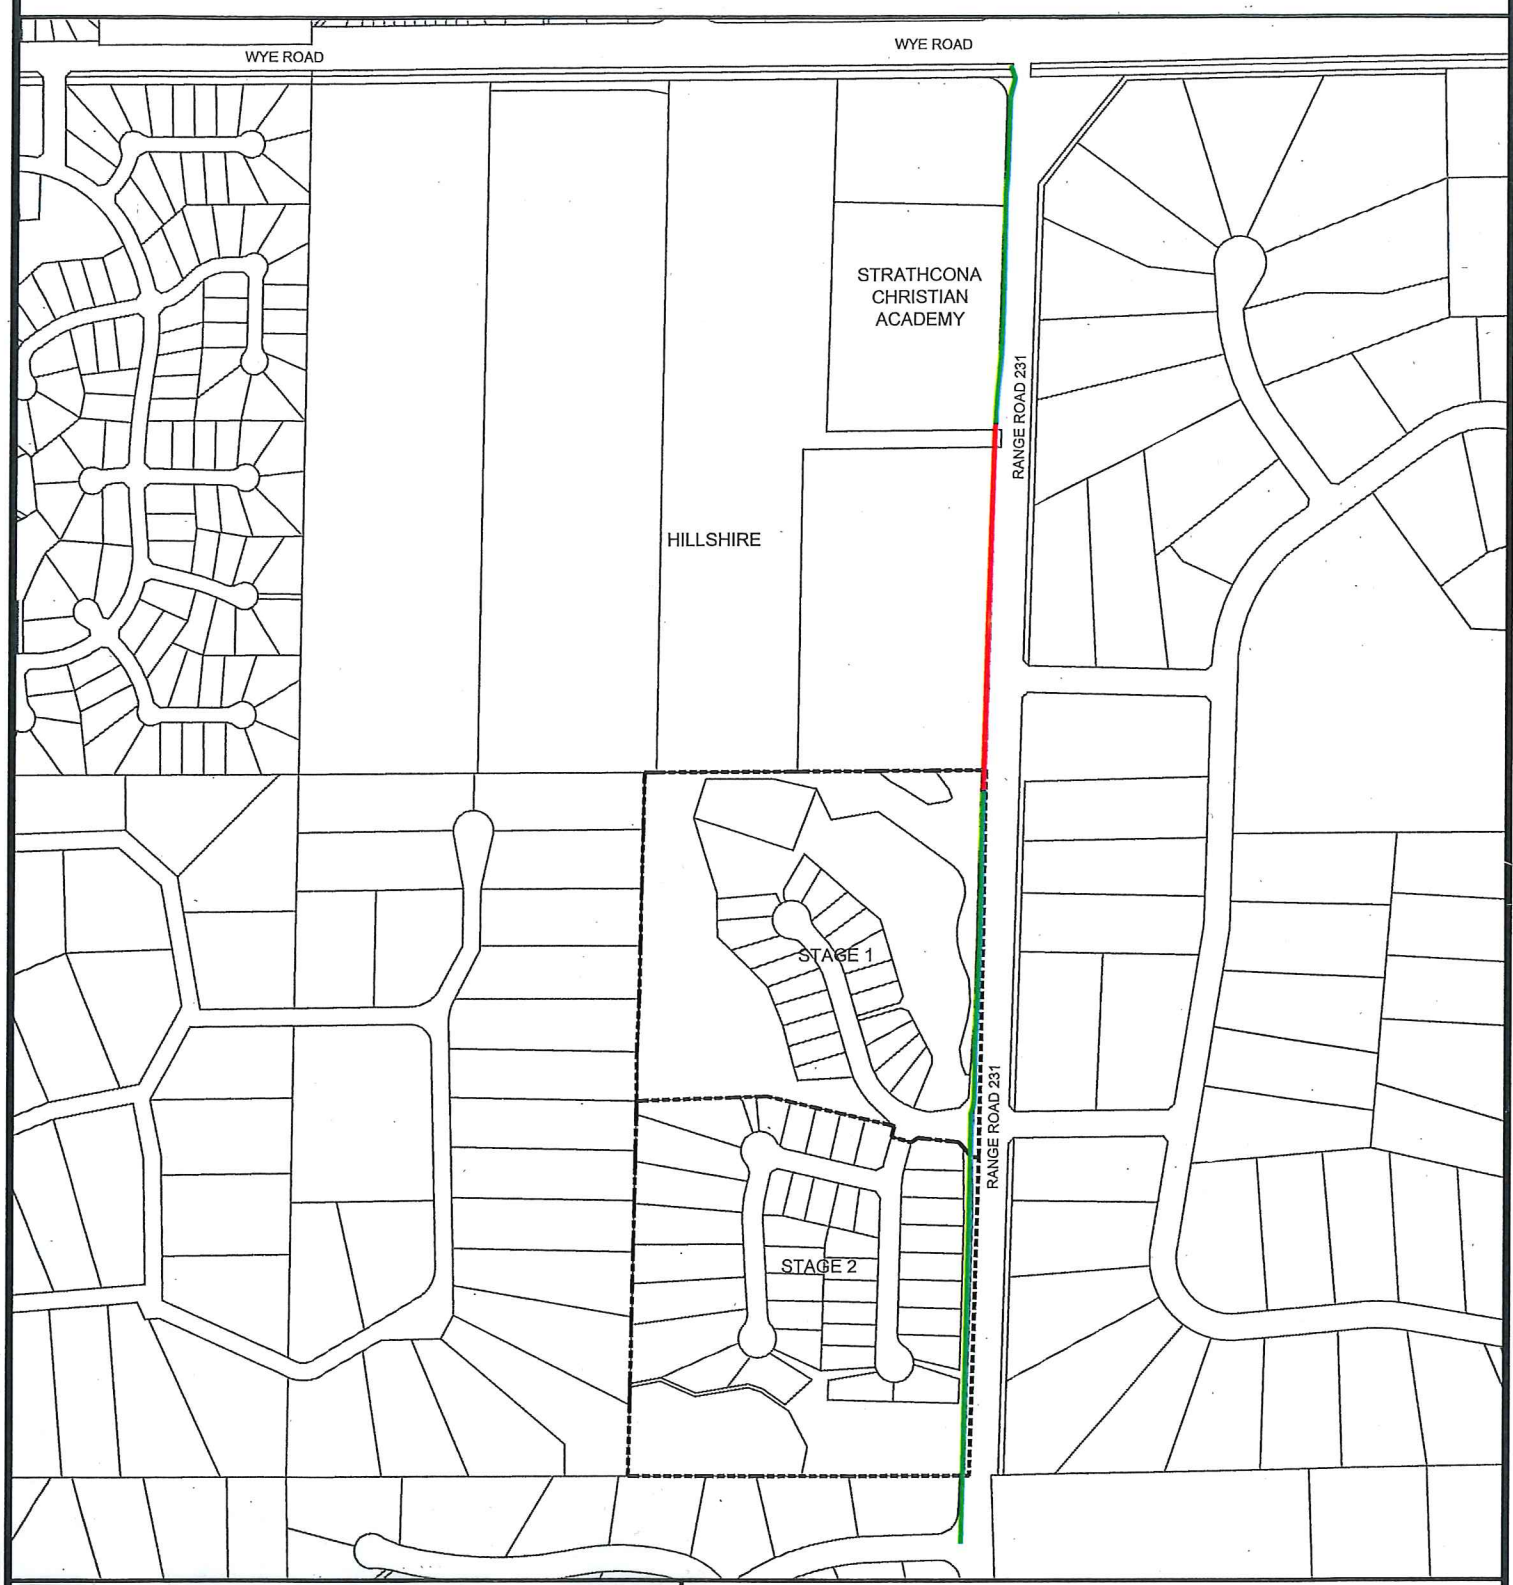 WYE ROAD
WYE ROAD
STRATHCONA
CHRISTIAN
ACADEMY
RANGE ROAD 231
HILLSHIRE
STAGE 1
RANGE ROAD 231
STAGE 2